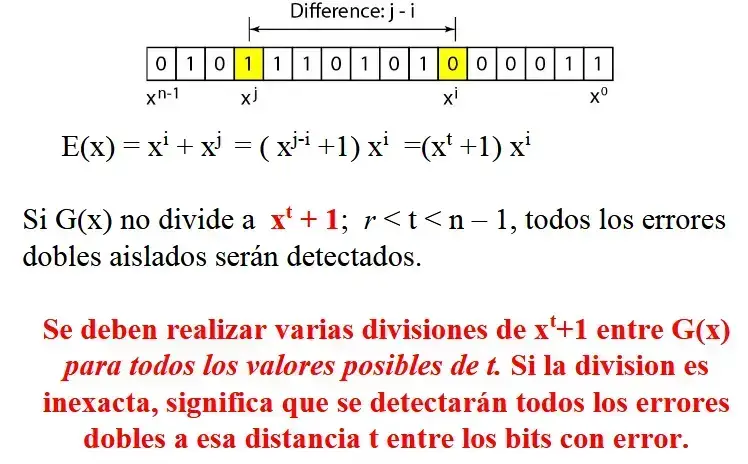 Difference: j - i
0 1 0 1 1 1 0 1 0 1 0 0 0 0 1 1
xⁿ⁻¹ xʲ xⁱ x⁰
E(x) = xⁱ + xʲ = ( xʲ⁻ⁱ +1) xⁱ =(xᵗ +1) xⁱ
Si G(x) no divide a xᵗ + 1; r < t < n – 1, todos los errores
dobles aislados serán detectados.
Se deben realizar varias divisiones de xᵗ+1 entre G(x)
para todos los valores posibles de t. Si la division es
inexacta, significa que se detectarán todos los errores
dobles a esa distancia t entre los bits con error.